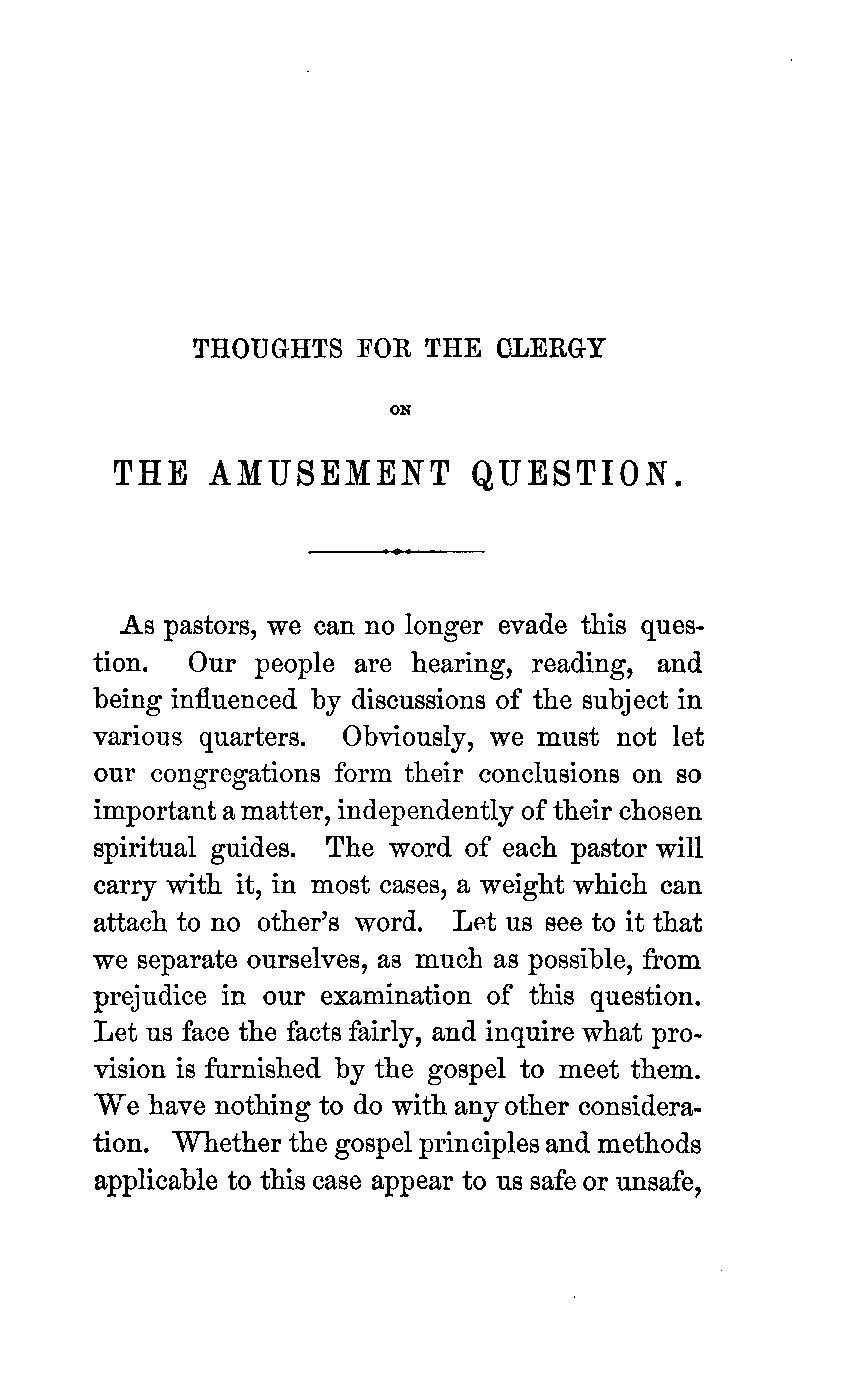 THOUGHTS FOR THE CLERGY
ON
THE AMUSEMENT QUESTION.
As pastors, we can no longer evade this ques-
tion. Our people are hearing, reading, and
being influenced by discussions of the subject in
various quarters. Obviously, we must not let
our congregations form their conclusions on so
important a matter, independently of their chosen
spiritual guides. The word of each pastor will
carry with it, in most cases, a weight which can
attach to no other's word. Let us see to it that
we separate ourselves, as much as possible, from
prejudice in our examination of this question.
Let us face the facts fairly, and inquire what pro-
vision is furnished by the gospel to meet them.
We have nothing to do with any other considera-
tion. Whether the gospel principles and methods
applicable to this case appear to us safe or unsafe,